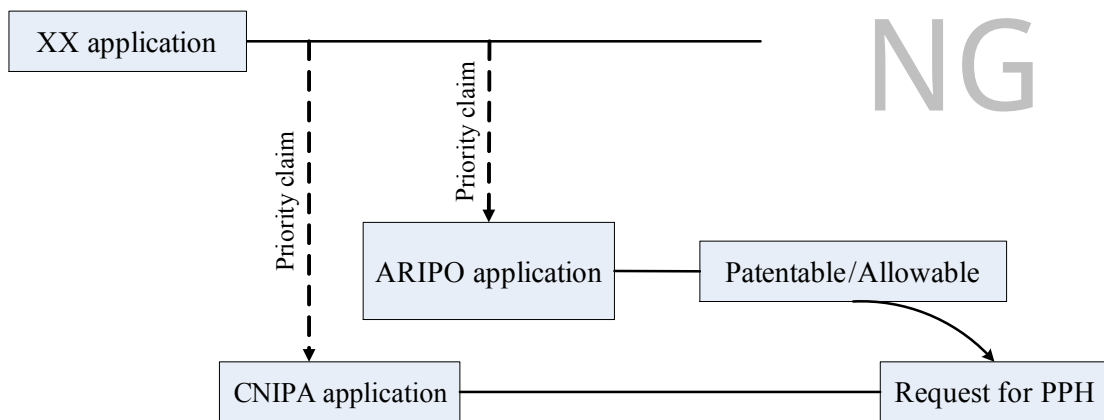 XX application
NG
Priority claim
Priority claim
ARIPO application
Patentable/Allowable
CNIPA application
Request for PPH